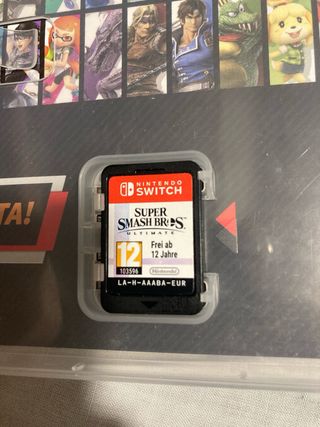 TA!
NINTENDO
SWITCH
SUPER
SMASH BROS.
ULTIMATE
12
103596
Frei ab
12 Jahre
Nintendo
LA-H-AAABA-EUR